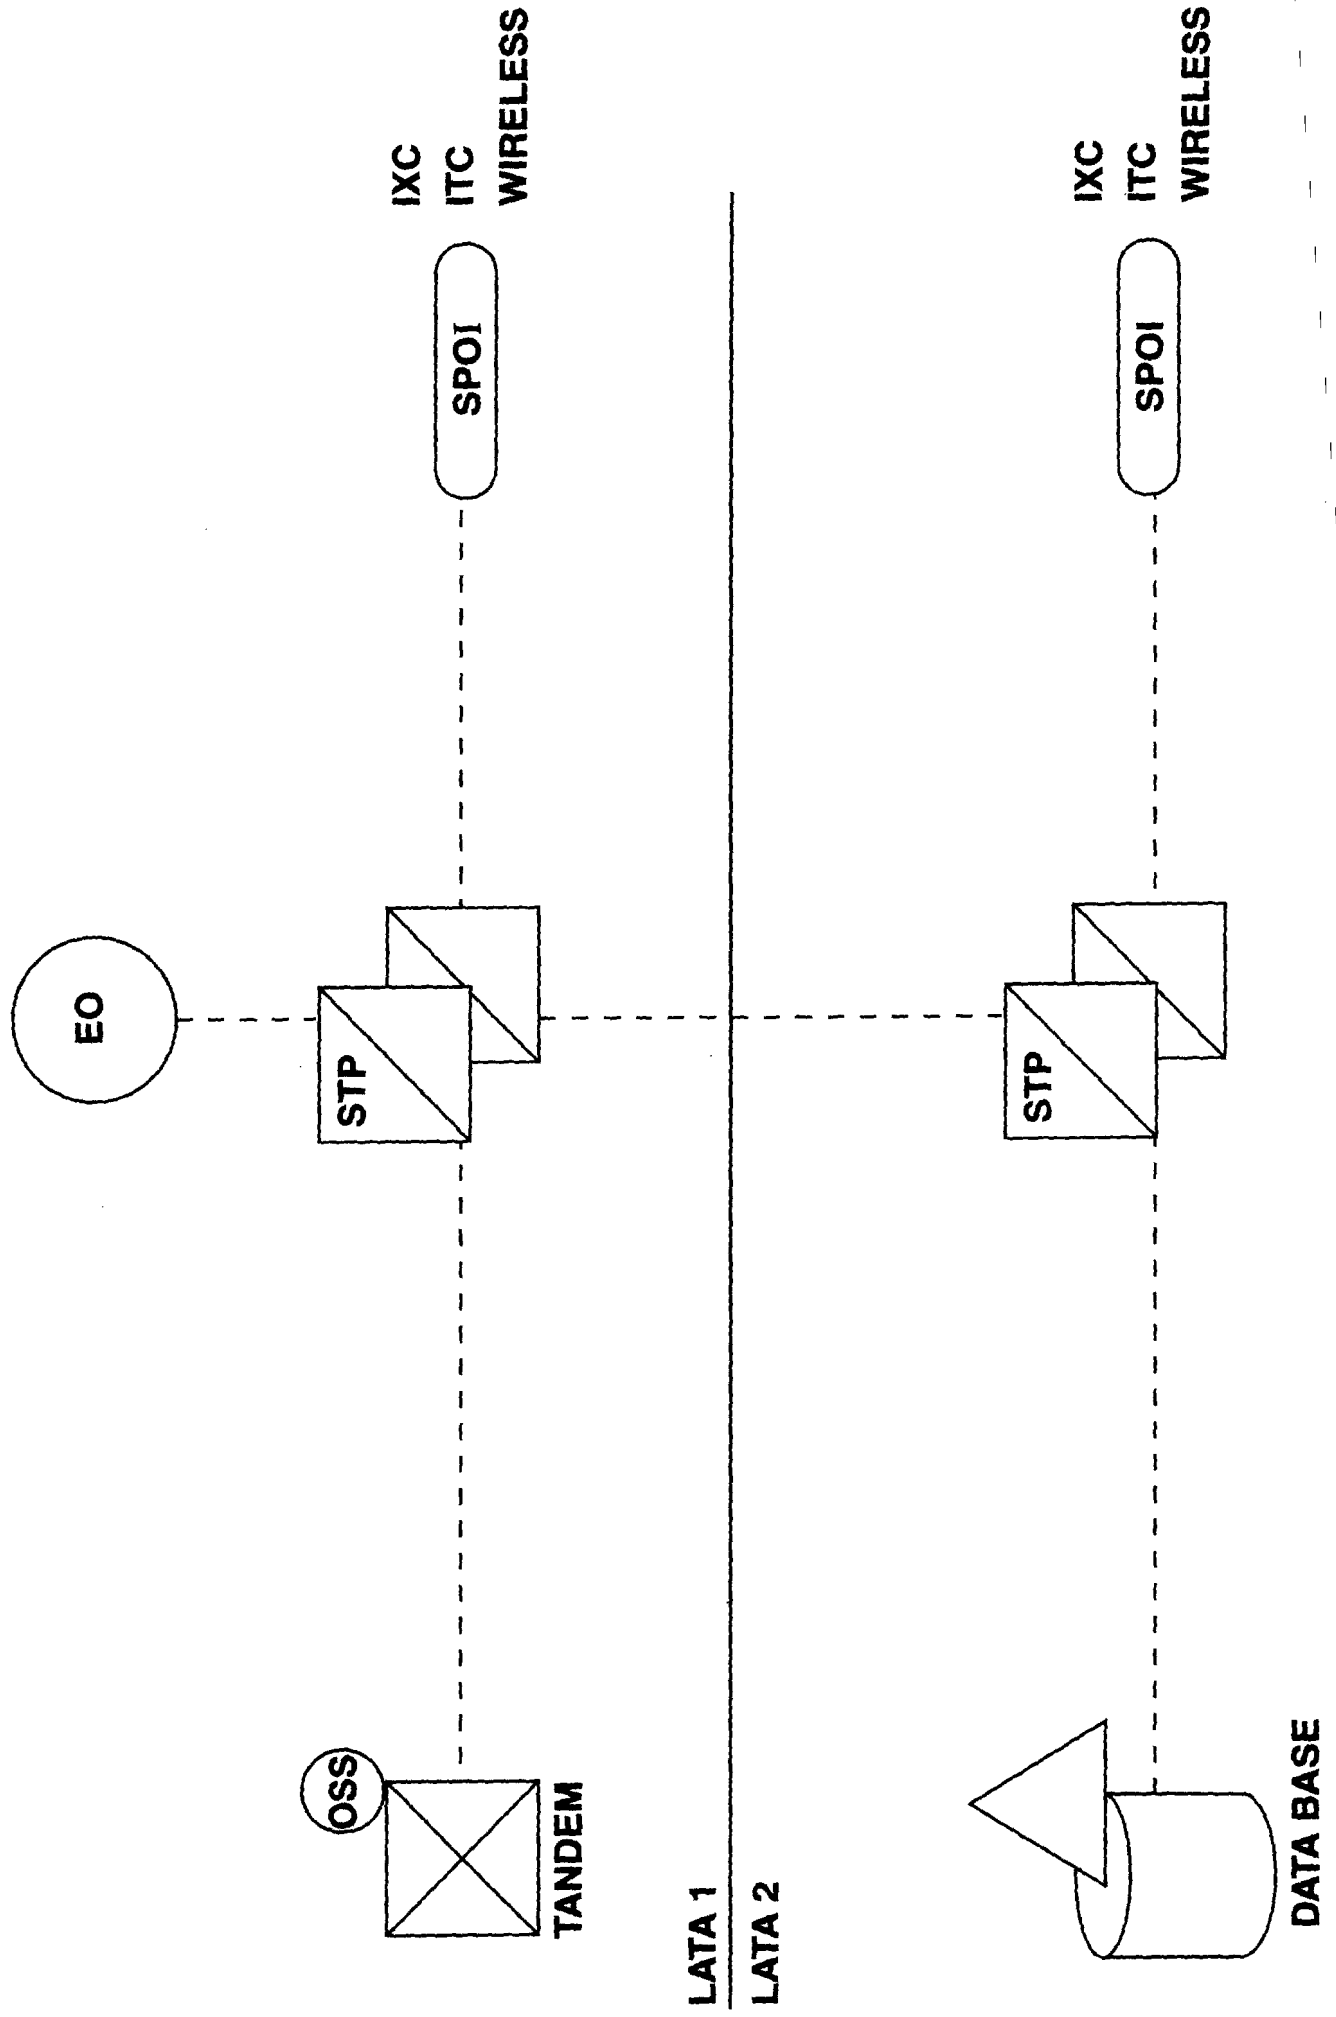 EO
OSS
STP
TANDEM
SPOI
IXC
ITC
WIRELESS
LATA 1
LATA 2
STP
DATA BASE
SPOI
IXC
ITC
WIRELESS